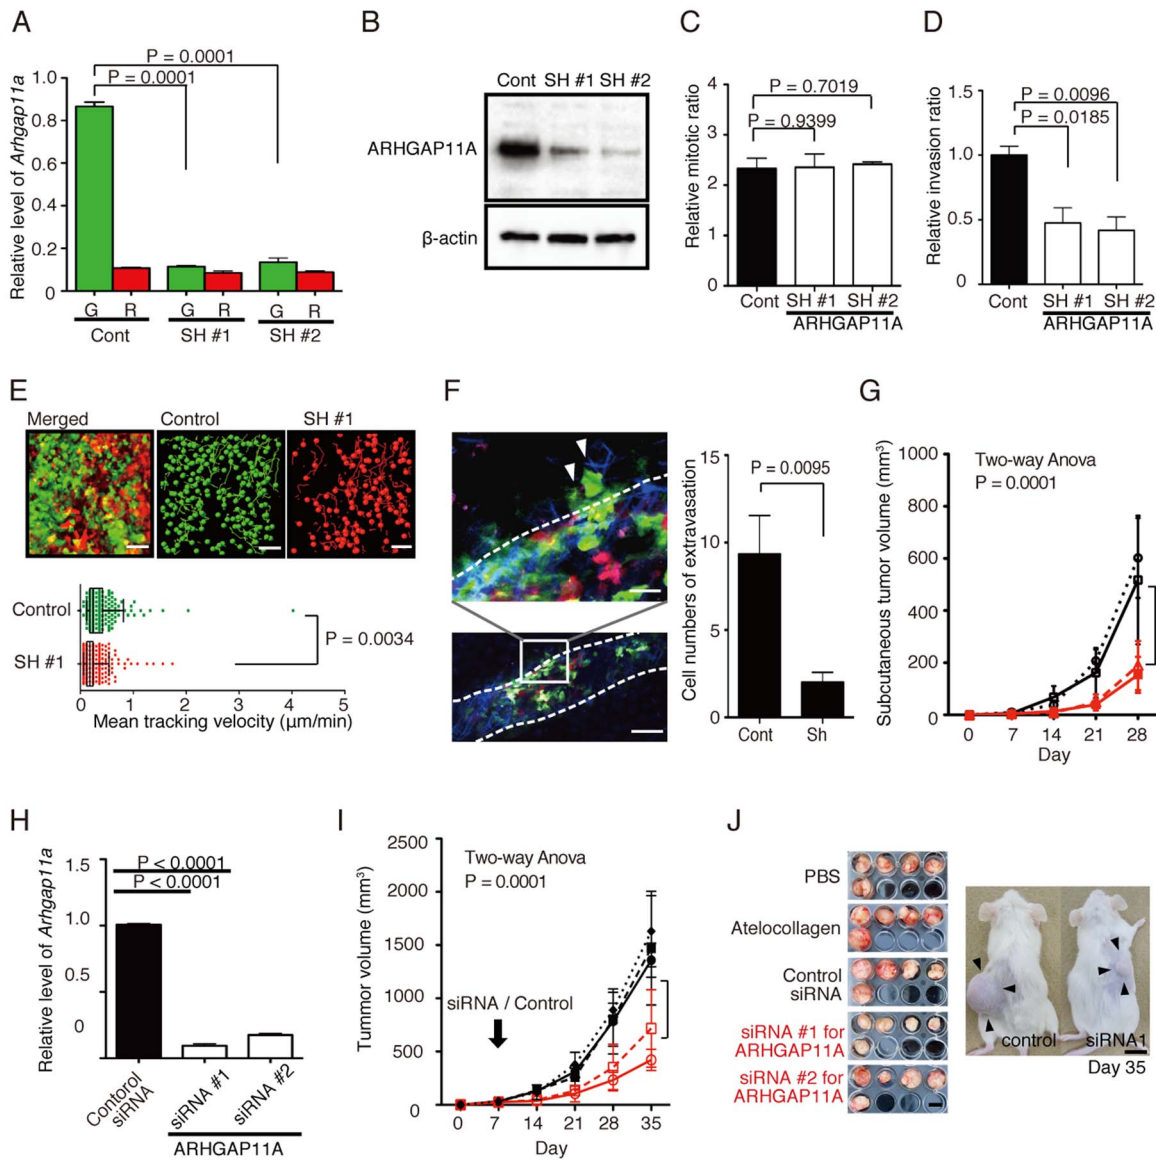 A
P = 0.0001
P = 0.0001
Relative level of Arhgap11a
1.0
0.8
0.6
0.4
0.2
0
G R G R G R
Cont SH #1 SH #2
B
Cont SH #1 SH #2
ARHGAP11A
β-actin
C
Relative mitotic ratio
4
3
2
1
0
P = 0.7019
P = 0.9399
Cont SH #1 SH #2
ARHGAP11A
D
Relative invasion ratio
1.5
1.0
0.5
0
P = 0.0096
P = 0.0185
Cont SH #1 SH #2
ARHGAP11A
E
Merged Control SH #1
Control
SH #1
P = 0.0034
0 1 2 3 4 5
Mean tracking velocity (μm/min)
F
Cell numbers of extravasation
15
10
5
0
P = 0.0095
Cont Sh
G
Subcutaneous tumor volume (mm³)
1000
800
600
400
200
0
Two-way Anova
P = 0.0001
0 7 14 21 28
Day
H
Relative level of Arhgap11a
1.5
1.0
0.5
0
P < 0.0001
P < 0.0001
Contorol
siRNA
siRNA #1
siRNA #2
ARHGAP11A
I
Tummor volume (mm³)
2500
2000
1500
1000
500
0
Two-way Anova
P = 0.0001
siRNA / Control
0 7 14 21 28 35
Day
J
PBS
Atelocollagen
Control
siRNA
siRNA #1 for
ARHGAP11A
siRNA #2 for
ARHGAP11A
control siRNA1
Day 35